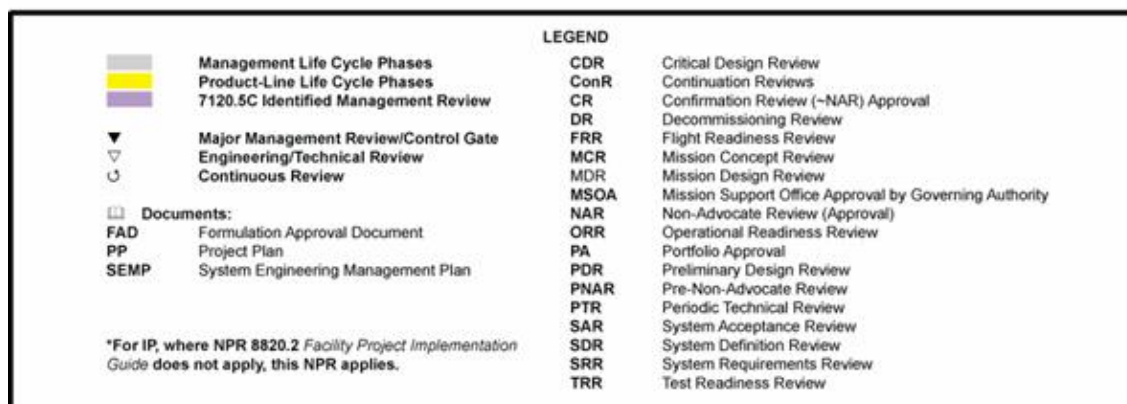 LEGEND
Management Life Cycle Phases
Product-Line Life Cycle Phases
7120.5C Identified Management Review
▼ Major Management Review/Control Gate
▽ Engineering/Technical Review
↺ Continuous Review
Documents:
FAD Formulation Approval Document
PP Project Plan
SEMP System Engineering Management Plan
*For IP, where NPR 8820.2 Facility Project Implementation
Guide does not apply, this NPR applies.
CDR Critical Design Review
ConR Continuation Reviews
CR Confirmation Review (~NAR) Approval
DR Decommissioning Review
FRR Flight Readiness Review
MCR Mission Concept Review
MDR Mission Design Review
MSOA Mission Support Office Approval by Governing Authority
NAR Non-Advocate Review (Approval)
ORR Operational Readiness Review
PA Portfolio Approval
PDR Preliminary Design Review
PNAR Pre-Non-Advocate Review
PTR Periodic Technical Review
SAR System Acceptance Review
SDR System Definition Review
SRR System Requirements Review
TRR Test Readiness Review